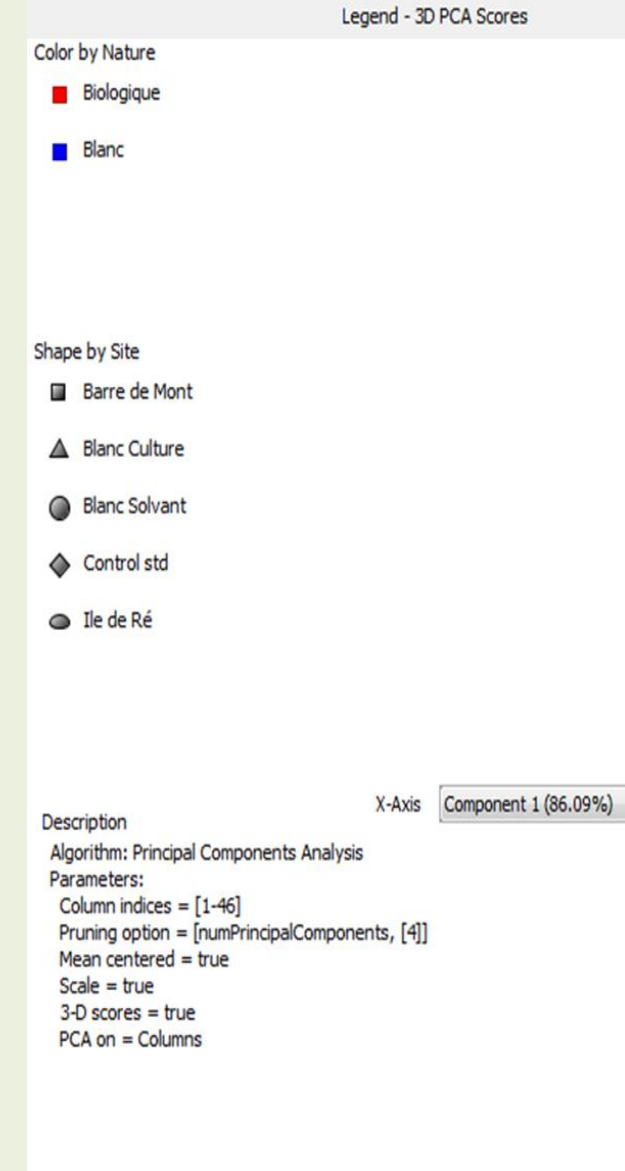 Legend - 3D PCA Scores
Color by Nature
Biologique
Blanc
Shape by Site
Barre de Mont
Blanc Culture
Blanc Solvant
Control std
Ile de Ré
X-Axis Component 1 (86.09%)
Description
Algorithm: Principal Components Analysis
Parameters:
Column indices = [1-46]
Pruning option = [numPrincipalComponents, [4]]
Mean centered = true
Scale = true
3-D scores = true
PCA on = Columns